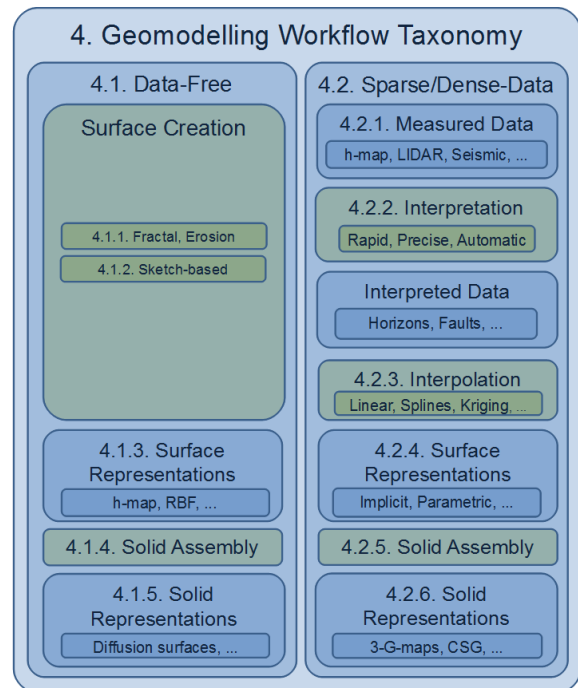 4. Geomodelling Workflow Taxonomy
4.1. Data-Free
Surface Creation
4.1.1. Fractal, Erosion
4.1.2. Sketch-based
4.1.3. Surface
Representations
h-map, RBF, ...
4.1.4. Solid Assembly
4.1.5. Solid
Representations
Diffusion surfaces, ...
4.2. Sparse/Dense-Data
4.2.1. Measured Data
h-map, LIDAR, Seismic, ...
4.2.2. Interpretation
Rapid, Precise, Automatic
Interpreted Data
Horizons, Faults, ...
4.2.3. Interpolation
Linear, Splines, Kriging, ...
4.2.4. Surface
Representations
Implicit, Parametric, ...
4.2.5. Solid Assembly
4.2.6. Solid
Representations
3-G-maps, CSG, ...